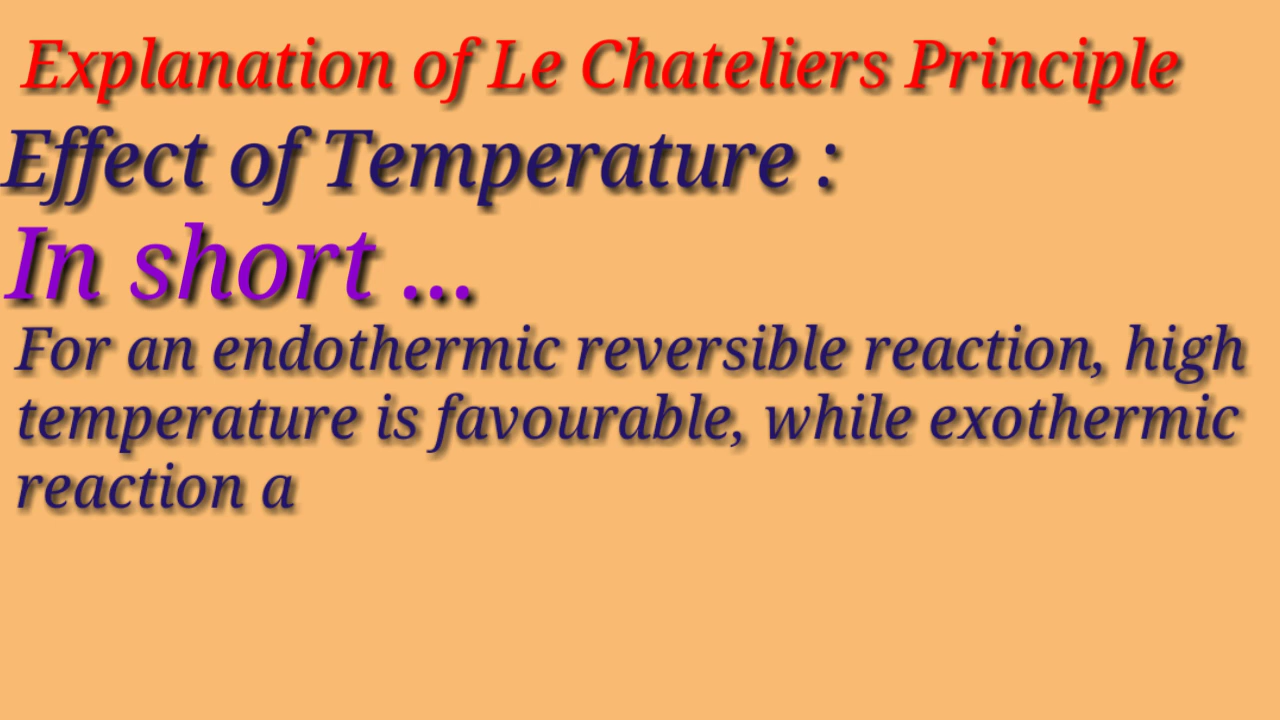 Explanation of Le Chateliers Principle
Effect of Temperature :
In short ...
For an endothermic reversible reaction, high
temperature is favourable, while exothermic
reaction a